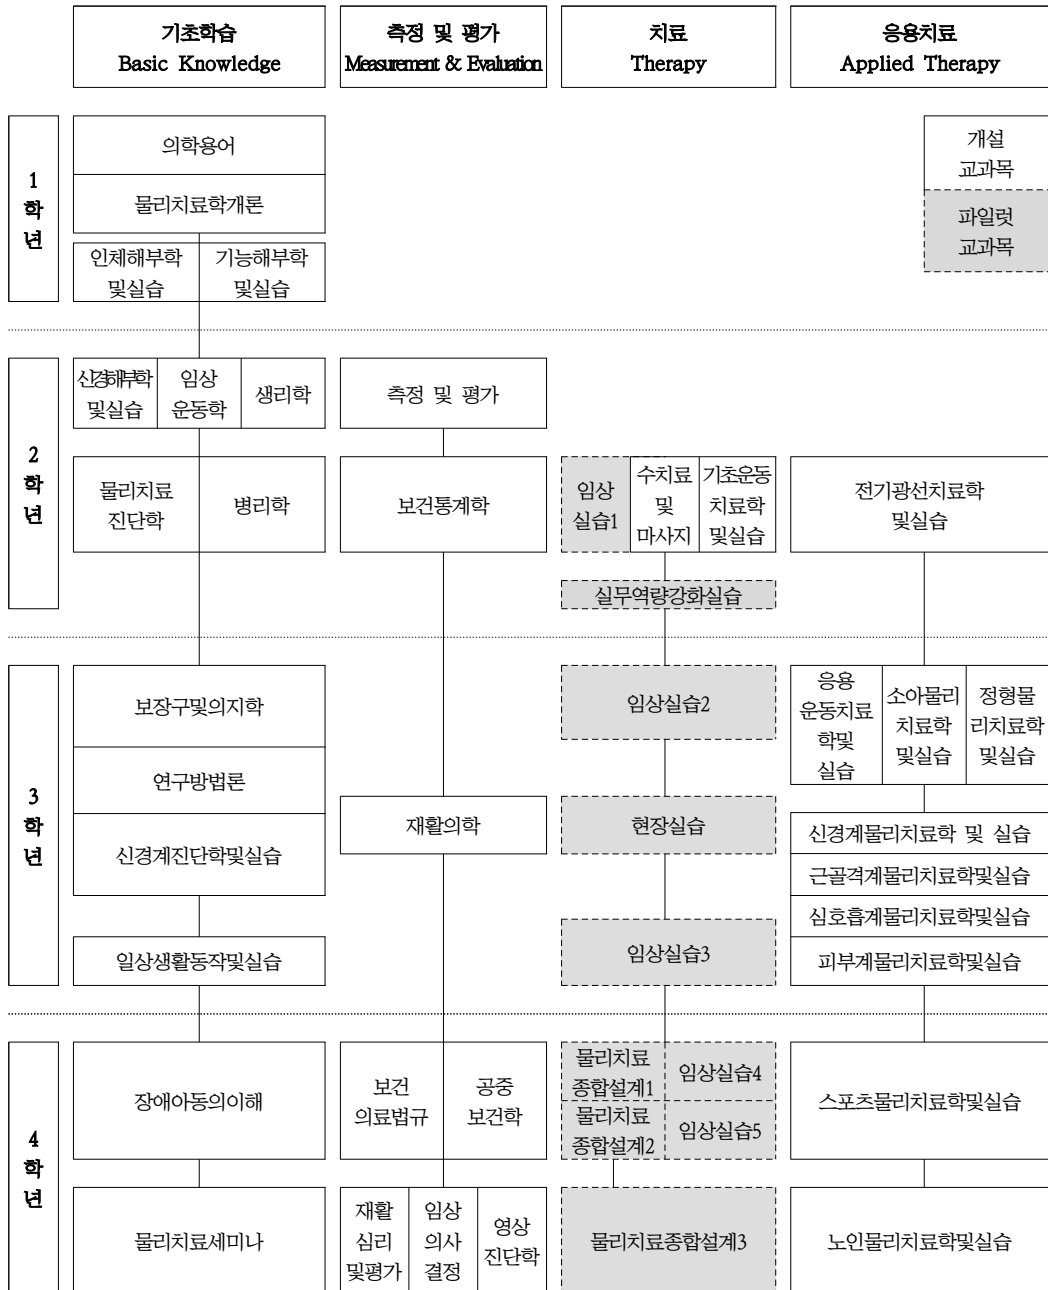 기초학습
Basic Knowledge
측정 및 평가
Measurement & Evaluation
치료
Therapy
응용치료
Applied Therapy
1
학
년
의학용어
물리치료학개론
인체해부학
및실습
기능해부학
및실습
개설
교과목
파일럿
교과목
2
학
년
신경해부학
및실습
임상
운동학
생리학
측정 및 평가
물리치료
진단학
병리학
보건통계학
임상
실습1
수치료
및
마사지
기초운동
치료학
및실습
전기광선치료학
및실습
실무역량강화실습
3
학
년
보장구및의지학
연구방법론
신경계진단학및실습
일상생활동작및실습
재활의학
임상실습2
현장실습
임상실습3
응용
운동치료
학및
실습
소아물리
치료학
및실습
정형물
리치료학
및실습
신경계물리치료학 및 실습
근골격계물리치료학및실습
심호흡계물리치료학및실습
피부계물리치료학및실습
4
학
년
장애아동의이해
보건
의료법규
공중
보건학
물리치료
종합설계1
임상실습4
물리치료
종합설계2
임상실습5
스포츠물리치료학및실습
물리치료세미나
재활
심리
및평가
임상
의사
결정
영상
진단학
물리치료종합설계3
노인물리치료학및실습